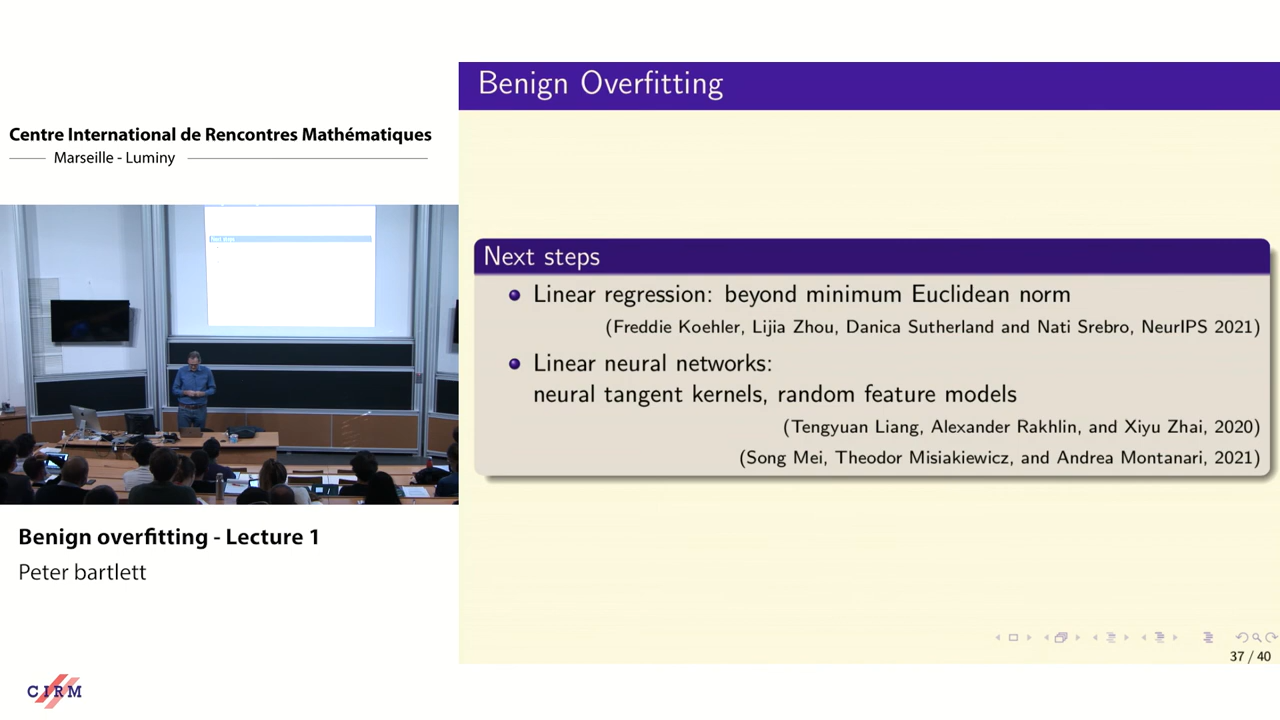 Centre International de Rencontres Mathématiques
Marseille - Luminy
Benign overfitting - Lecture 1
Peter bartlett
CIRM
Benign Overfitting
Next steps
Linear regression: beyond minimum Euclidean norm
(Freddie Koehler, Lijia Zhou, Danica Sutherland and Nati Srebro, NeurIPS 2021)
Linear neural networks:
neural tangent kernels, random feature models
(Tengyuan Liang, Alexander Rakhlin, and Xiyu Zhai, 2020)
(Song Mei, Theodor Misiakiewicz, and Andrea Montanari, 2021)
37 / 40